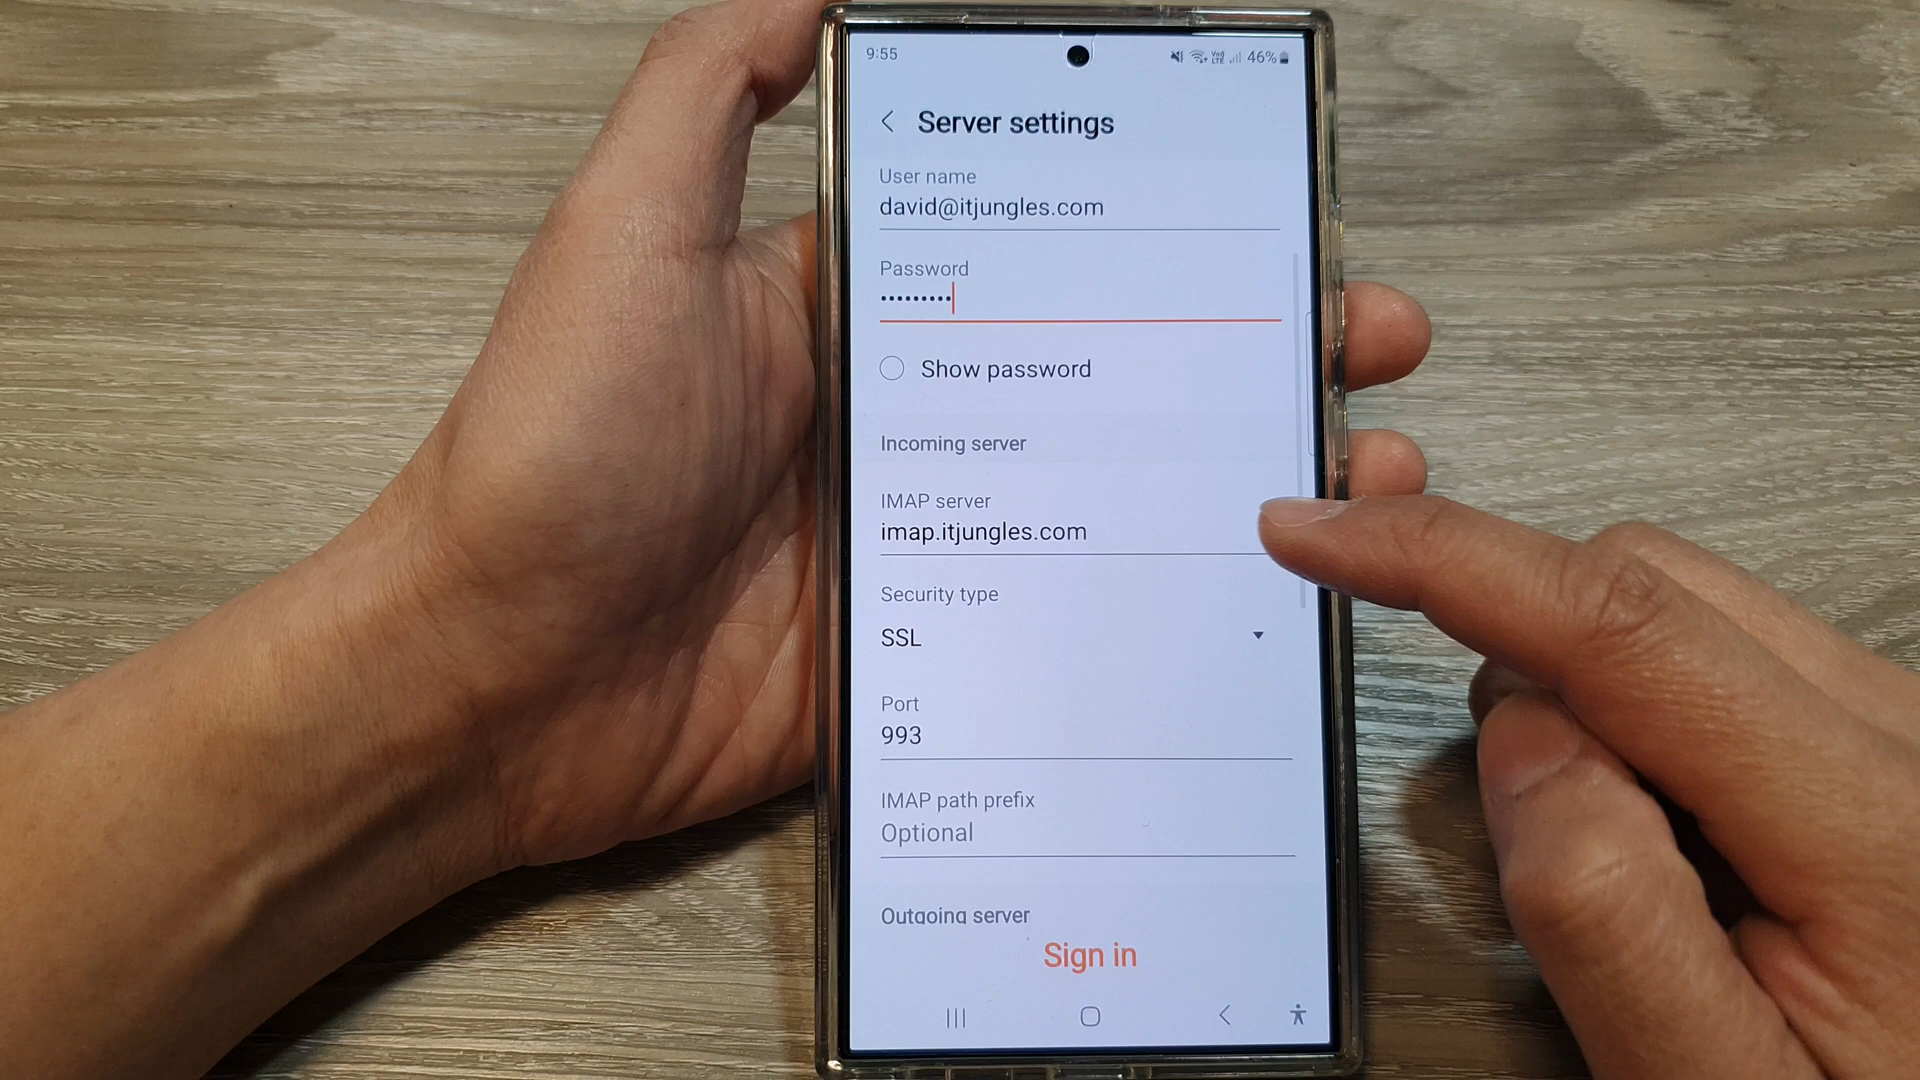 9:55
46%
Server settings
User name
david@itjungles.com
Password
•••••••••
Show password
Incoming server
IMAP server
imap.itjungles.com
Security type
SSL
Port
993
IMAP path prefix
Optional
Outgoing server
Sign in